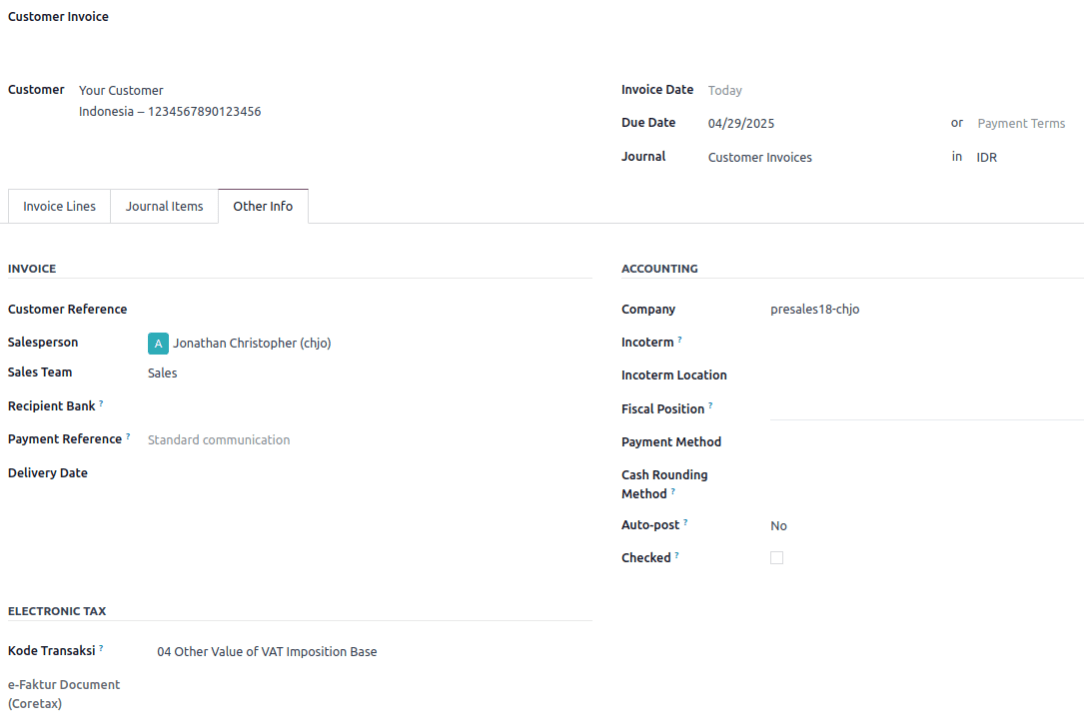 Customer Invoice
Customer Your Customer
Indonesia – 1234567890123456
Invoice Date Today
Due Date 04/29/2025 or Payment Terms
Journal Customer Invoices in IDR
Invoice Lines Journal Items Other Info
INVOICE
Customer Reference
Salesperson A Jonathan Christopher (chjo)
Sales Team Sales
Recipient Bank ?
Payment Reference ? Standard communication
Delivery Date
ACCOUNTING
Company presales18-chjo
Incoterm ?
Incoterm Location
Fiscal Position ?
Payment Method
Cash Rounding
Method ?
Auto-post ? No
Checked ?
ELECTRONIC TAX
Kode Transaksi ? 04 Other Value of VAT Imposition Base
e-Faktur Document
(Coretax)